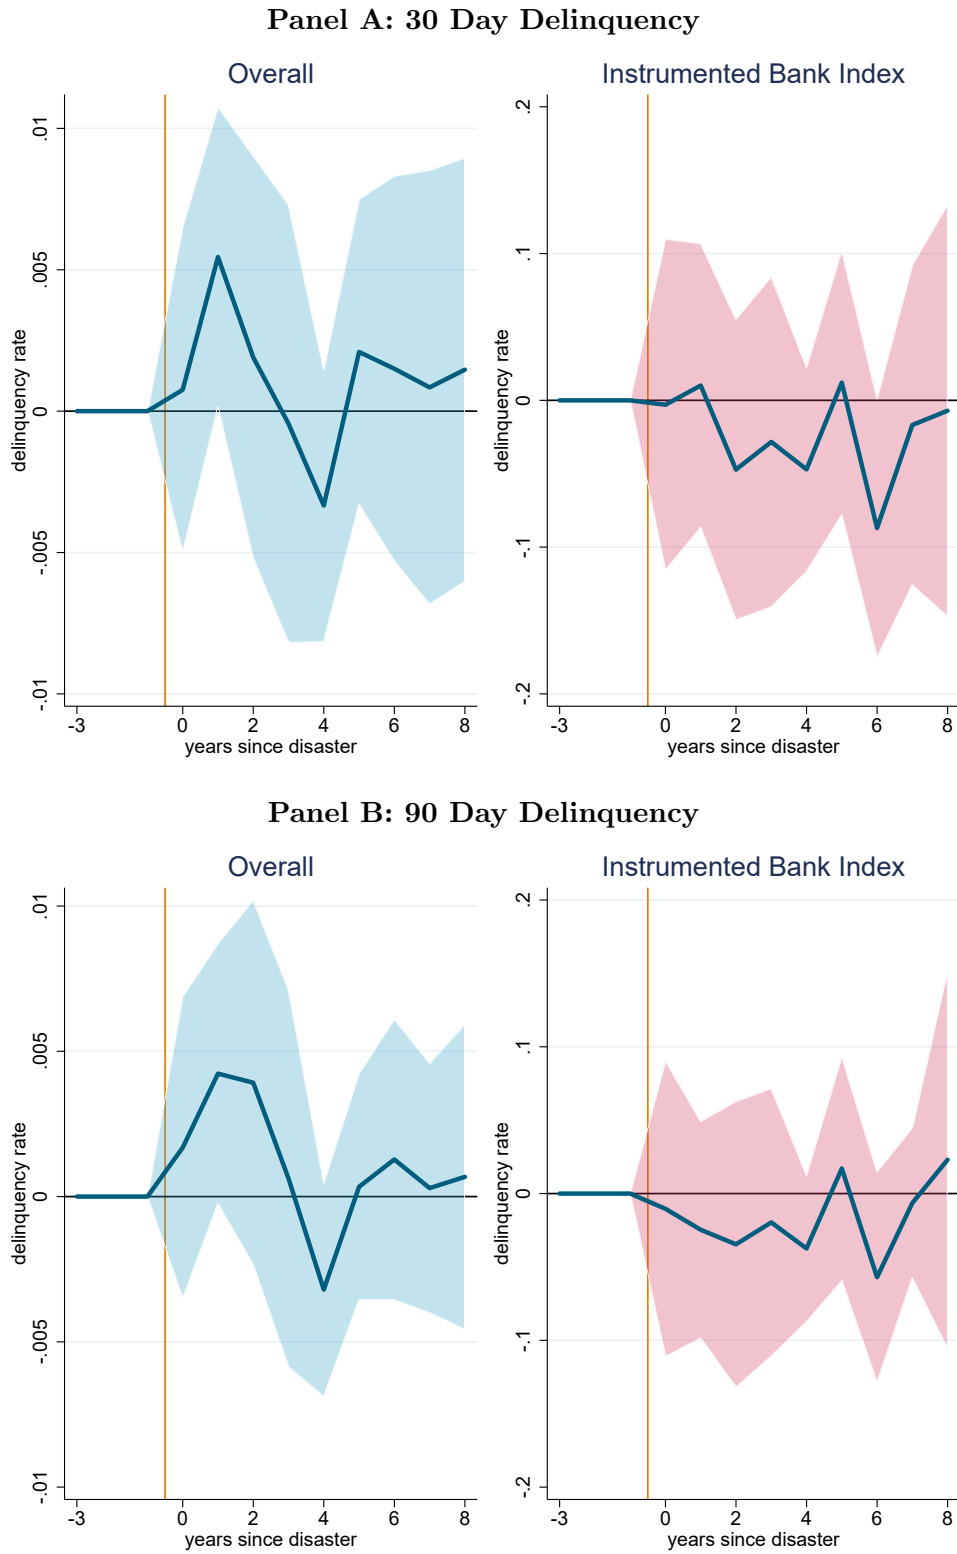 Panel A: 30 Day Delinquency
Overall
delinquency rate
.01
.005
0
-.005
-.01
-3 0 2 4 6 8
years since disaster
Instrumented Bank Index
delinquency rate
.2
.1
0
-.1
-.2
-3 0 2 4 6 8
years since disaster
Panel B: 90 Day Delinquency
Overall
delinquency rate
.01
.005
0
-.005
-.01
-3 0 2 4 6 8
years since disaster
Instrumented Bank Index
delinquency rate
.2
.1
0
-.1
-.2
-3 0 2 4 6 8
years since disaster